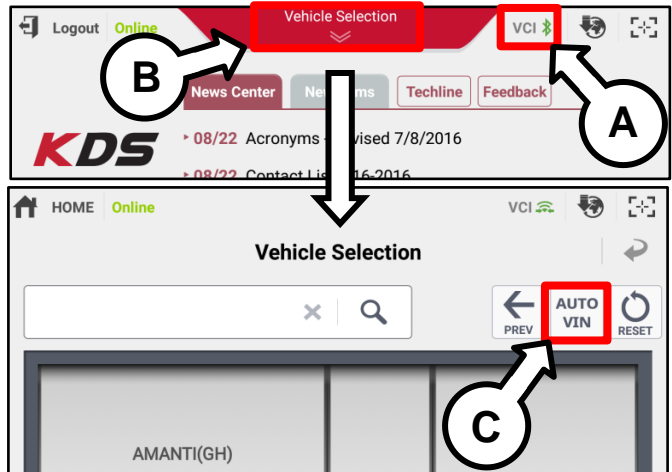 Logout Online
Vehicle Selection
VCI
B
A
News Center
Techline
Feedback
KDS
08/22 Acronyms - vised 7/8/2016
08/22 Contact Lis 16-2016
HOME Online
VCI
Vehicle Selection
PREV
AUTO
VIN
RESET
C
AMANTI(GH)